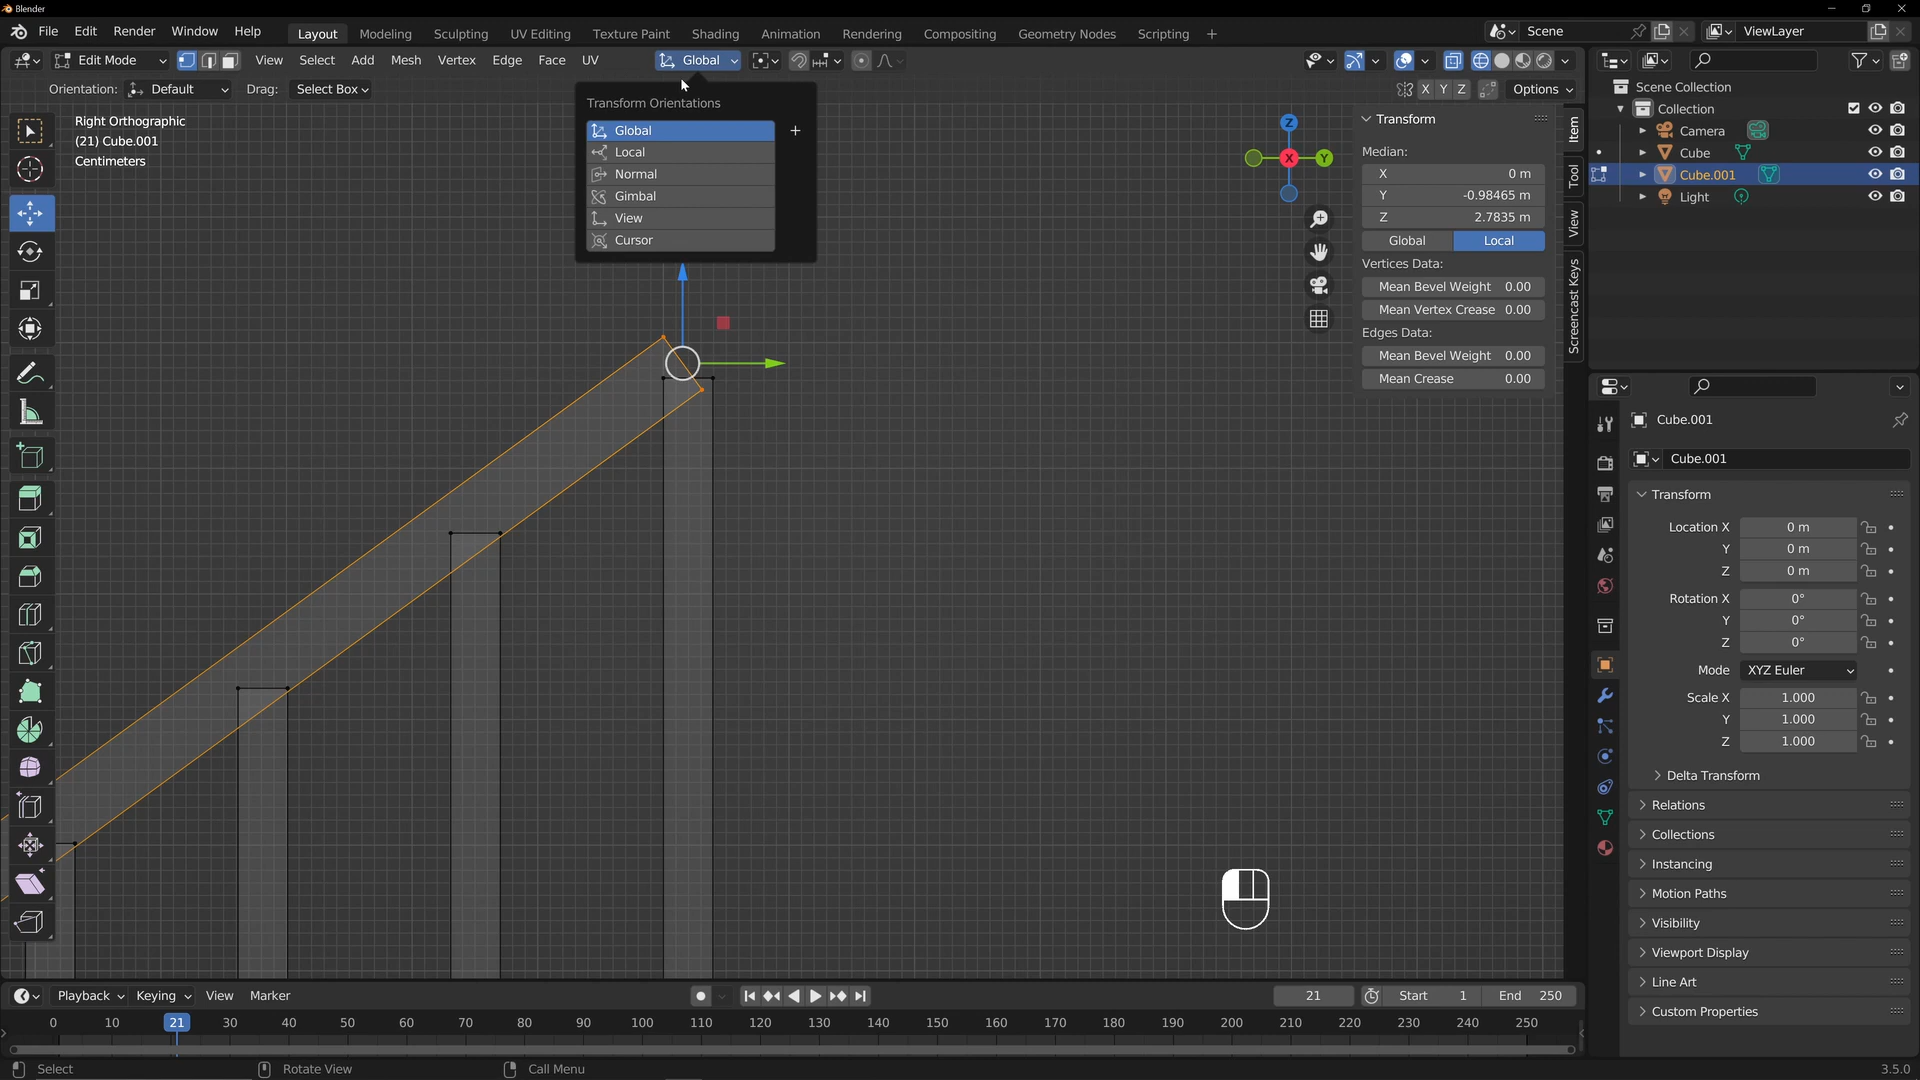 Blender
File Edit Render Window Help
Layout Modeling Sculpting UV Editing Texture Paint Shading Animation Rendering Compositing Geometry Nodes Scripting +
Scene
ViewLayer
Edit Mode
View Select Add Mesh Vertex Edge Face UV
Global
Orientation: Default Drag: Select Box
X Y Z Options
Right Orthographic
(21) Cube.001
Centimeters
Transform Orientations
Global
Local
Normal
Gimbal
View
Cursor
Z
X
Y
Transform
Median:
X 0 m
Y -0.98465 m
Z 2.7835 m
Global Local
Vertices Data:
Mean Bevel Weight 0.00
Mean Vertex Crease 0.00
Edges Data:
Mean Bevel Weight 0.00
Mean Crease 0.00
Item
Tool
View
Screencast Keys
Scene Collection
Collection
Camera
Cube
Cube.001
Light
Cube.001
Cube.001
Transform
Location X 0 m
Y 0 m
Z 0 m
Rotation X 0°
Y 0°
Z 0°
Mode XYZ Euler
Scale X 1.000
Y 1.000
Z 1.000
Delta Transform
Relations
Collections
Instancing
Motion Paths
Visibility
Viewport Display
Line Art
Custom Properties
Playback Keying View Marker
21 Start 1 End 250
0 10 21 30 40 50 60 70 80 90 100 110 120 130 140 150 160 170 180 190 200 210 220 230 240 250
Select Rotate View Call Menu 3.5.0